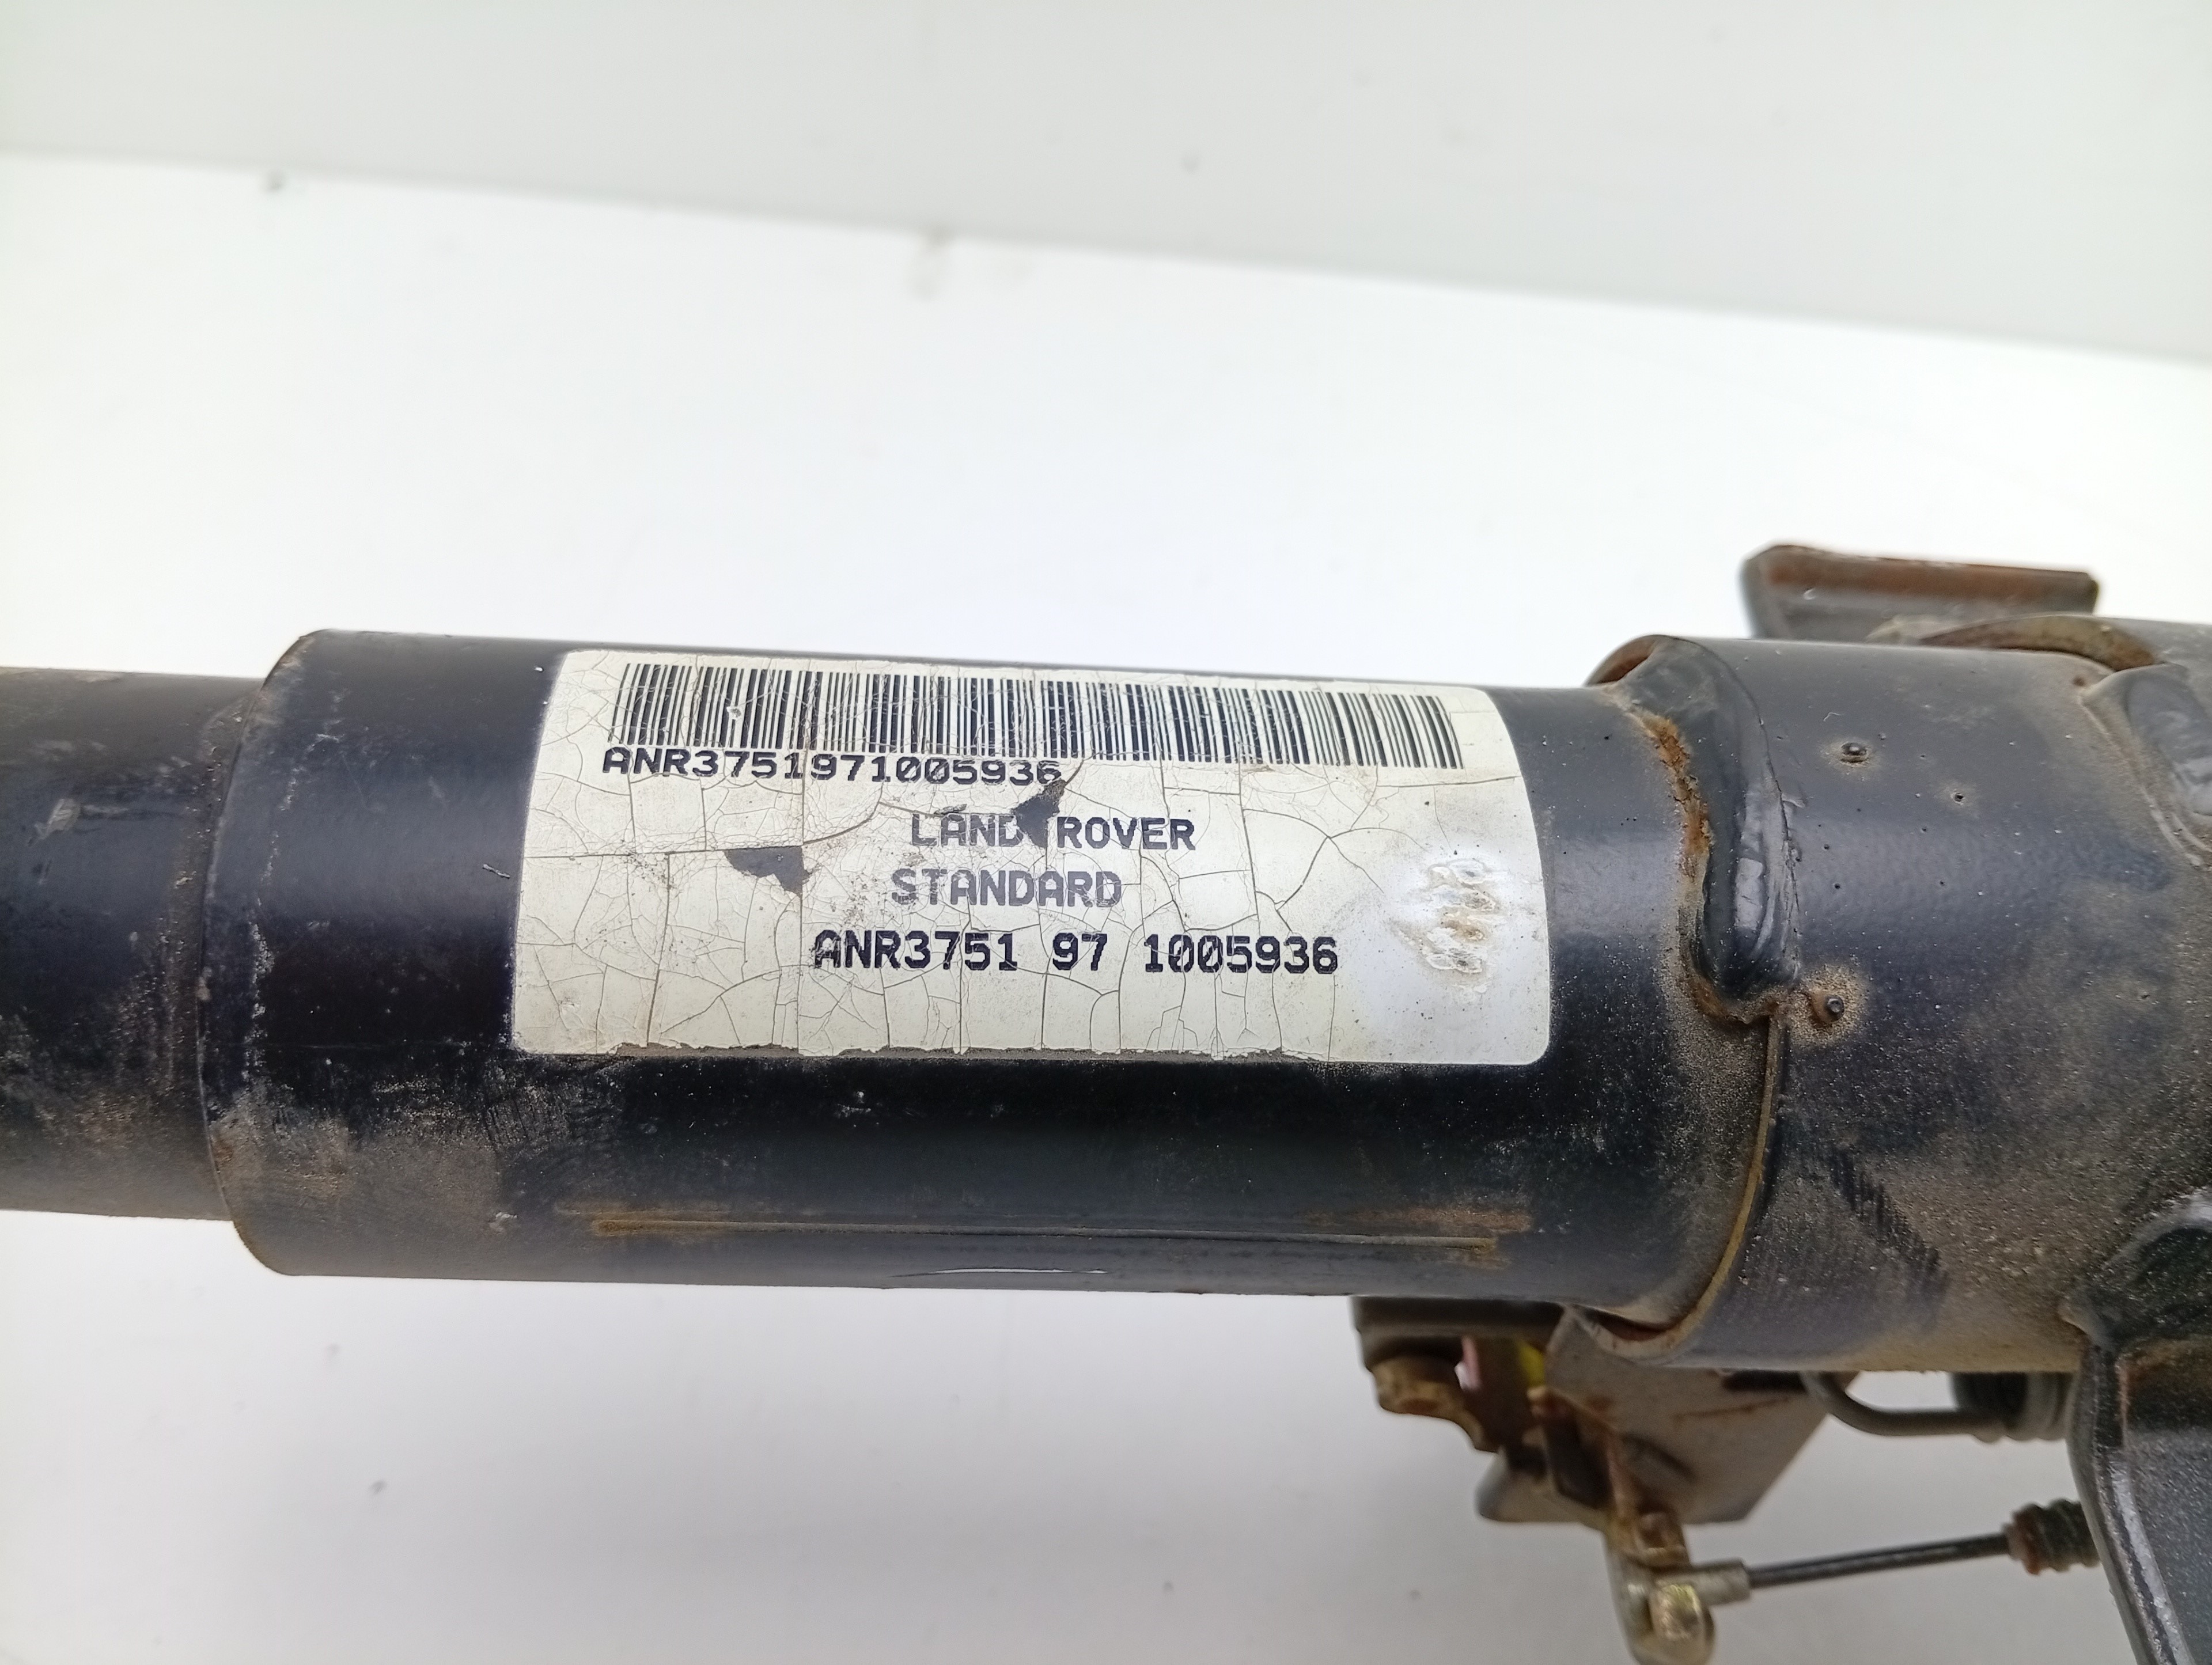 ANR3751971005936
LAND ROVER
STANDARD
ANR3751 97 1005936